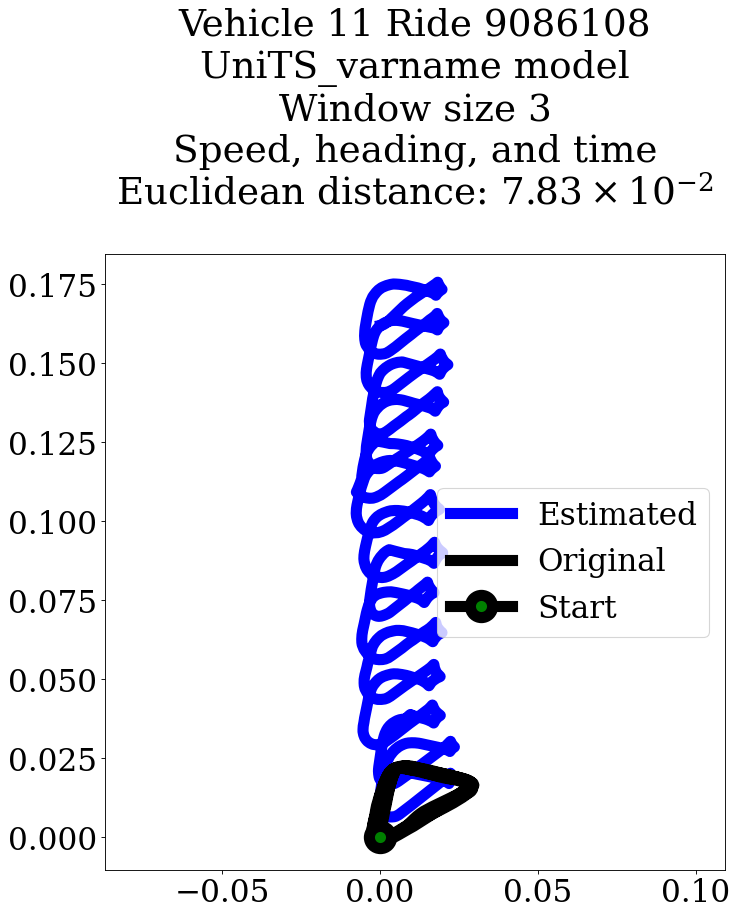 Vehicle 11 Ride 9086108
UniTS_varname model
Window size 3
Speed, heading, and time
Euclidean distance: 7.83 × 10⁻²
0.175
0.150
0.125
0.100
0.075
0.050
0.025
0.000
−0.05 0.00 0.05 0.10
Estimated
Original
Start